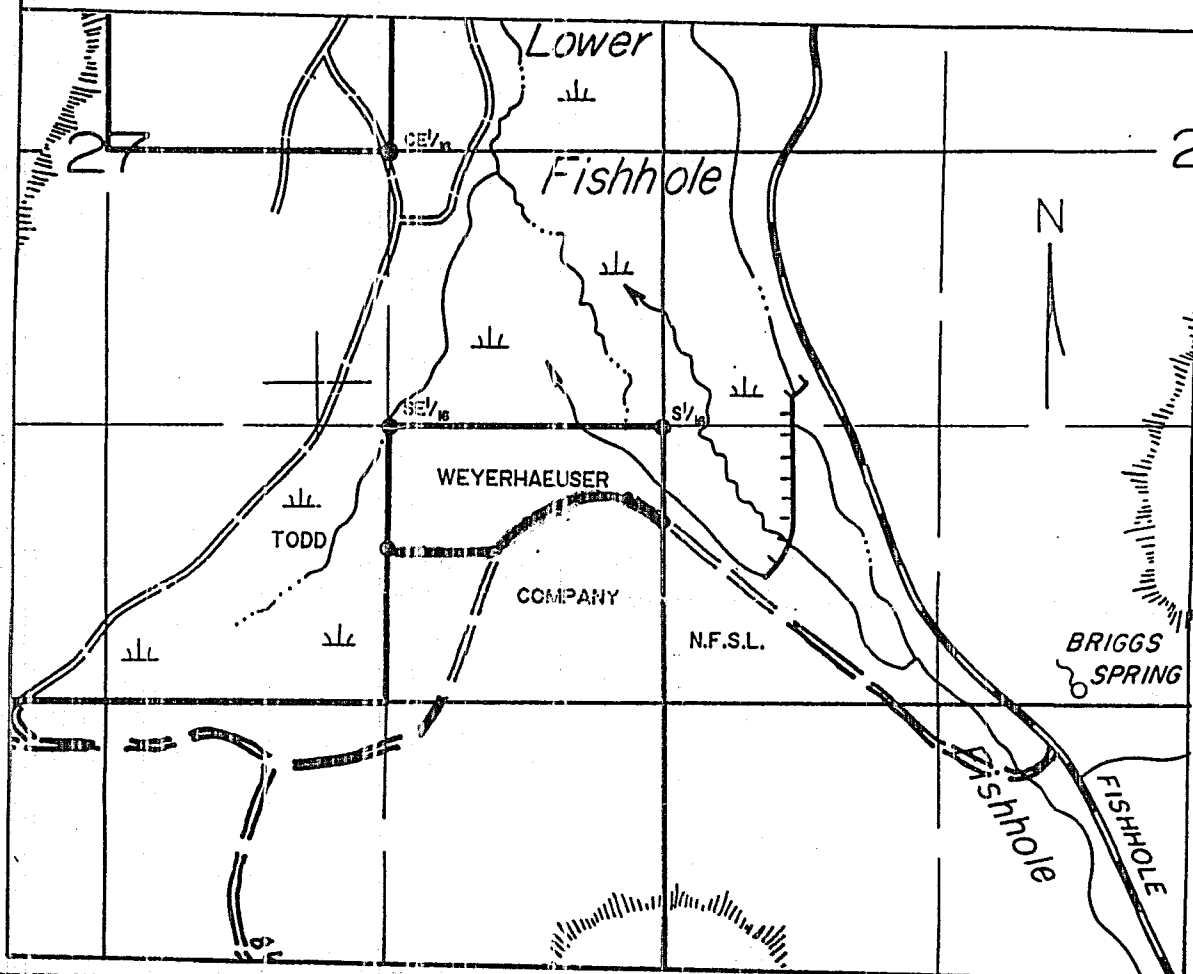 Lower
27
CE1/16
Fishhole
2
N
SE1/16
S1/16
WEYERHAEUSER
TODD
COMPANY
N.F.S.L.
BRIGGS
SPRING
Fishhole
FISHHOLE